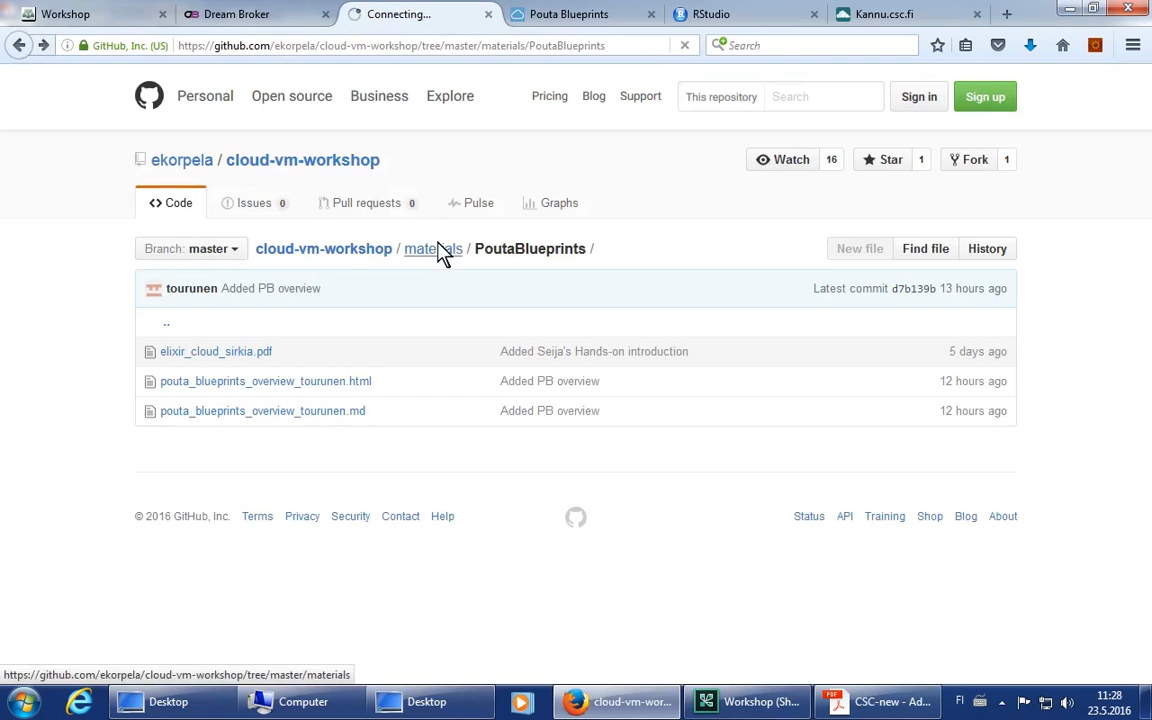 Workshop
Dream Broker
Connecting...
Pouta Blueprints
RStudio
Kannu.csc.fi
GitHub, Inc. (US)
https://github.com/ekorpela/cloud-vm-workshop/tree/master/materials/PoutaBlueprints
Search
Personal
Open source
Business
Explore
Pricing
Blog
Support
This repository
Search
Sign in
Sign up
ekorpela / cloud-vm-workshop
Watch 16
Star 1
Fork 1
Code
Issues 0
Pull requests 0
Pulse
Graphs
Branch: master
cloud-vm-workshop / materials / PoutaBlueprints /
New file
Find file
History
tourunen Added PB overview
Latest commit d7b139b 13 hours ago
..
elixir_cloud_sirkia.pdf Added Seija's Hands-on introduction 5 days ago
pouta_blueprints_overview_tourunen.html Added PB overview 12 hours ago
pouta_blueprints_overview_tourunen.md Added PB overview 12 hours ago
© 2016 GitHub, Inc. Terms Privacy Security Contact Help
Status API Training Shop Blog About
https://github.com/ekorpela/cloud-vm-workshop/tree/master/materials
Desktop
Computer
Desktop
cloud-vm-wor...
Workshop (Sh...
CSC-new - Ad...
FI
11:28
23.5.2016